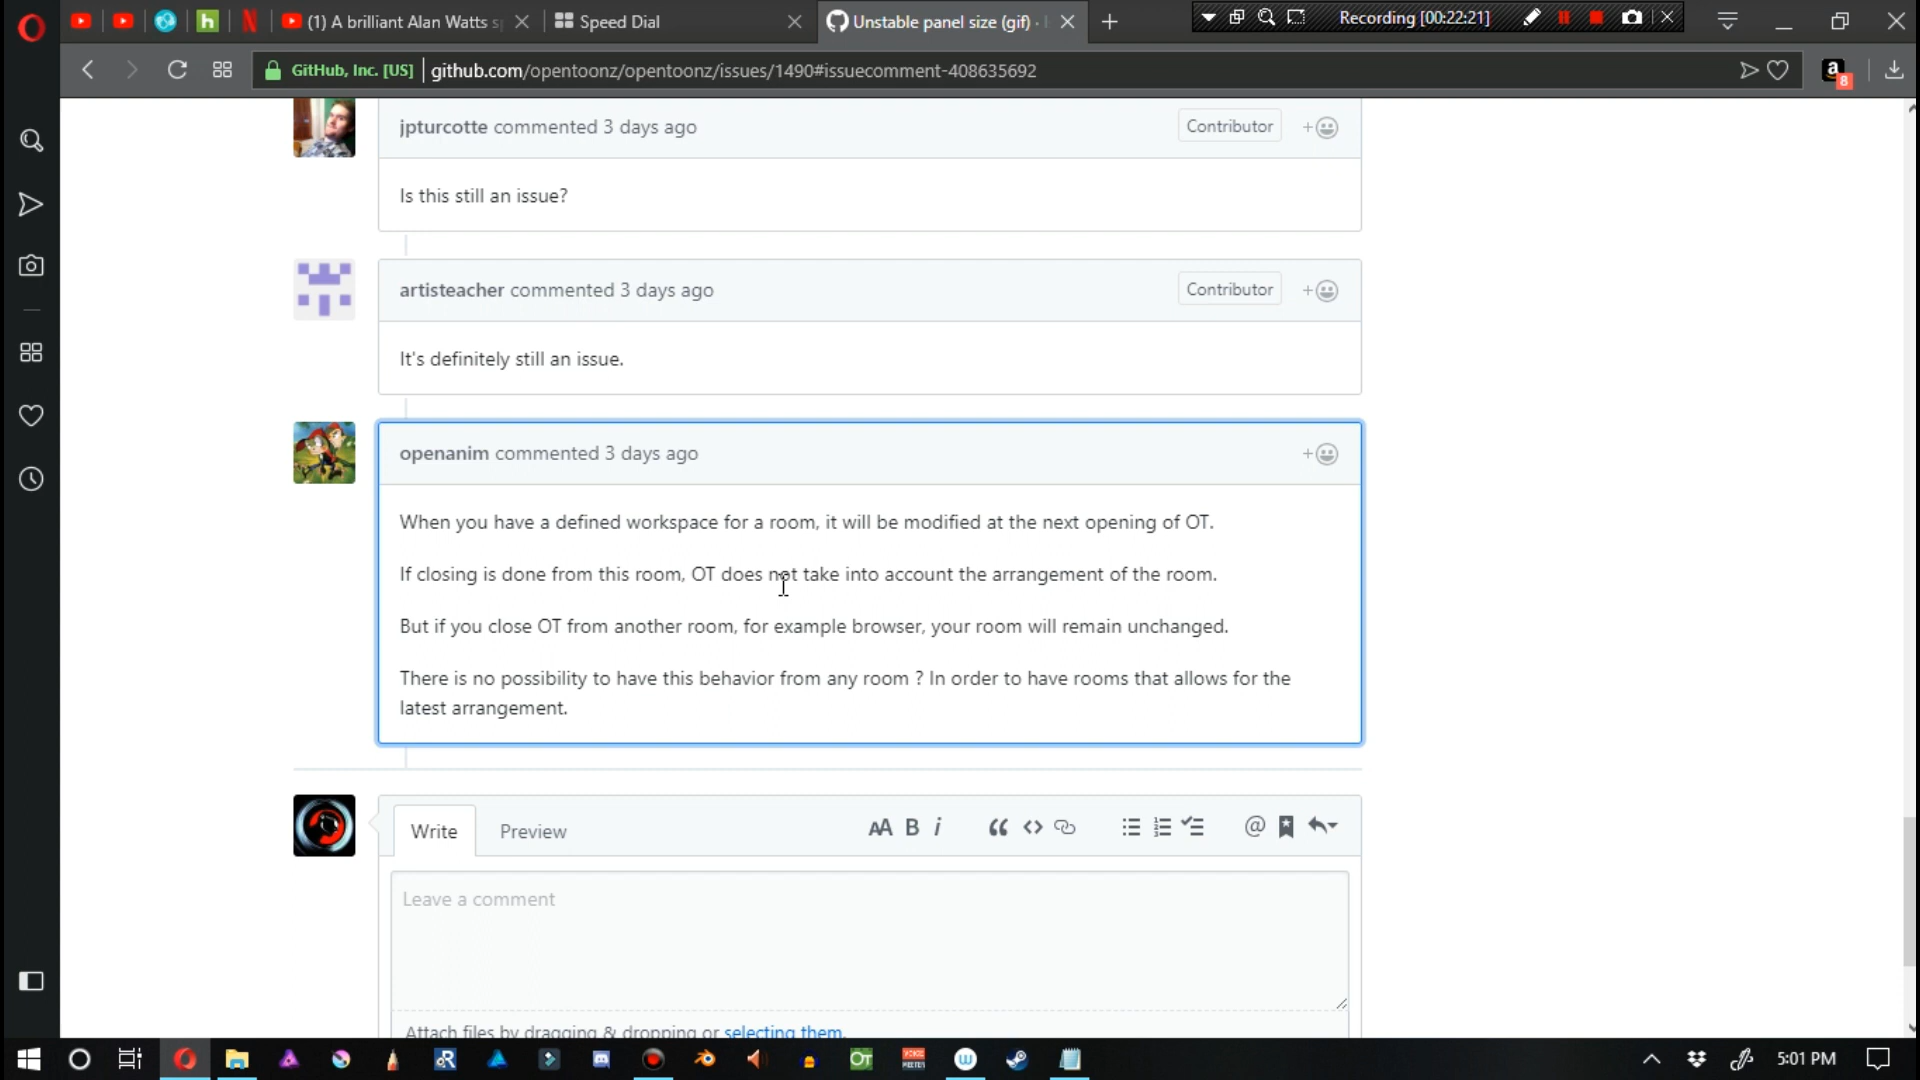 (1) A brilliant Alan Watts s
Speed Dial
Unstable panel size (gif) ·
Recording [00:22:21]
GitHub, Inc. [US]
github.com/opentoonz/opentoonz/issues/1490#issuecomment-408635692
a
8
jpturcotte commented 3 days ago
Contributor
Is this still an issue?
artisteacher commented 3 days ago
Contributor
It's definitely still an issue.
openanim commented 3 days ago
When you have a defined workspace for a room, it will be modified at the next opening of OT.
If closing is done from this room, OT does not take into account the arrangement of the room.
But if you close OT from another room, for example browser, your room will remain unchanged.
There is no possibility to have this behavior from any room ? In order to have rooms that allows for the
latest arrangement.
Write
Preview
AA B i
Leave a comment
Attach files by dragging & dropping or selecting them.
OT
5:01 PM